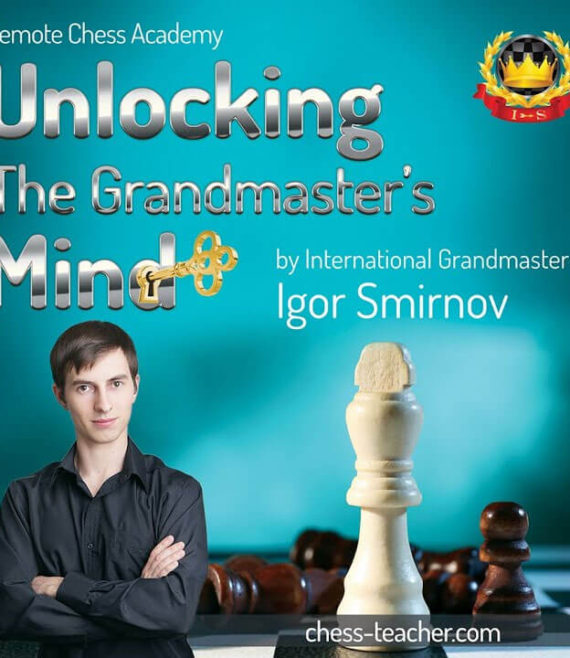 emote Chess Academy
Unlocking
The Grandmaster's
Mind
by International Grandmaster
Igor Smirnov
I S
chess-teacher.com